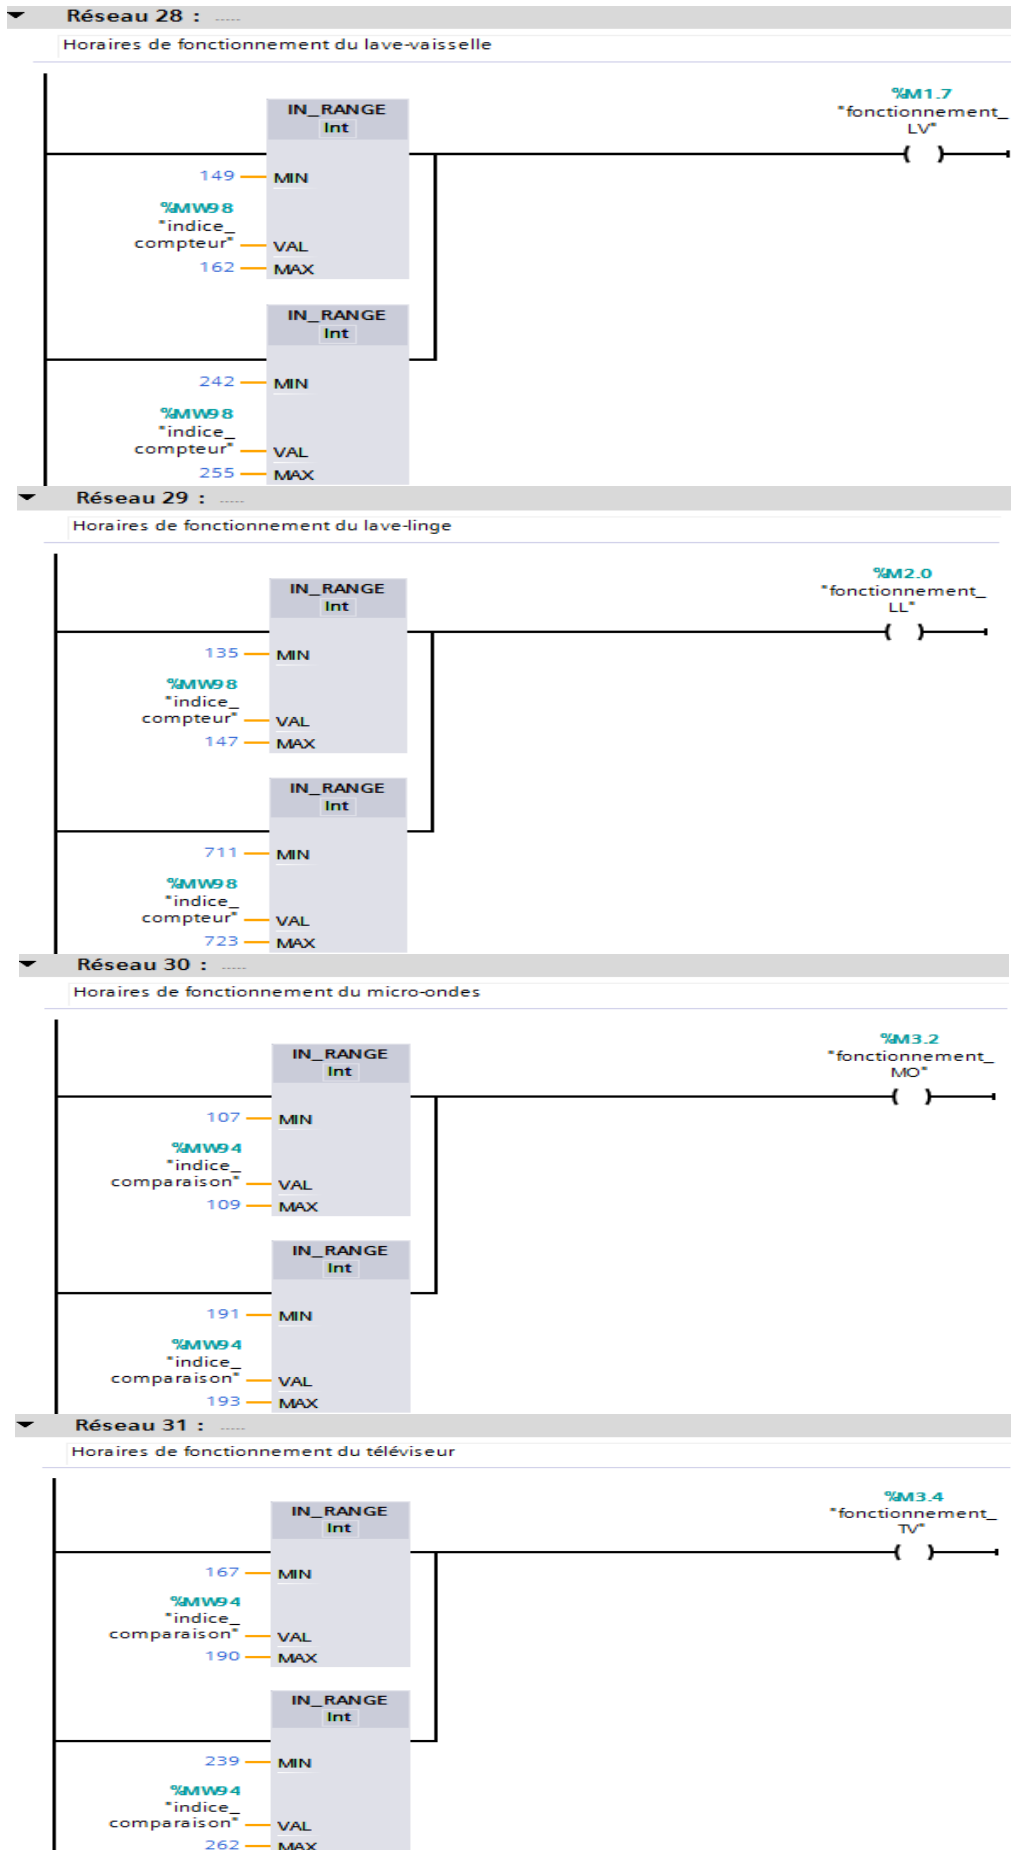 Réseau 28 : .....
Horaires de fonctionnement du lave-vaisselle
%M1.7
"fonctionnement_
LV"
IN_RANGE
Int
149 MIN
%MW98
"indice_
compteur" VAL
162 MAX
IN_RANGE
Int
242 MIN
%MW98
"indice_
compteur" VAL
255 MAX
Réseau 29 : .....
Horaires de fonctionnement du lave-linge
%M2.0
"fonctionnement_
LL"
IN_RANGE
Int
135 MIN
%MW98
"indice_
compteur" VAL
147 MAX
IN_RANGE
Int
711 MIN
%MW98
"indice_
compteur" VAL
723 MAX
Réseau 30 : .....
Horaires de fonctionnement du micro-ondes
%M3.2
"fonctionnement_
MO"
IN_RANGE
Int
107 MIN
%MW94
"indice_
comparaison" VAL
109 MAX
IN_RANGE
Int
191 MIN
%MW94
"indice_
comparaison" VAL
193 MAX
Réseau 31 : .....
Horaires de fonctionnement du téléviseur
%M3.4
"fonctionnement_
TV"
IN_RANGE
Int
167 MIN
%MW94
"indice_
comparaison" VAL
190 MAX
IN_RANGE
Int
239 MIN
%MW94
"indice_
comparaison" VAL
262 MAX